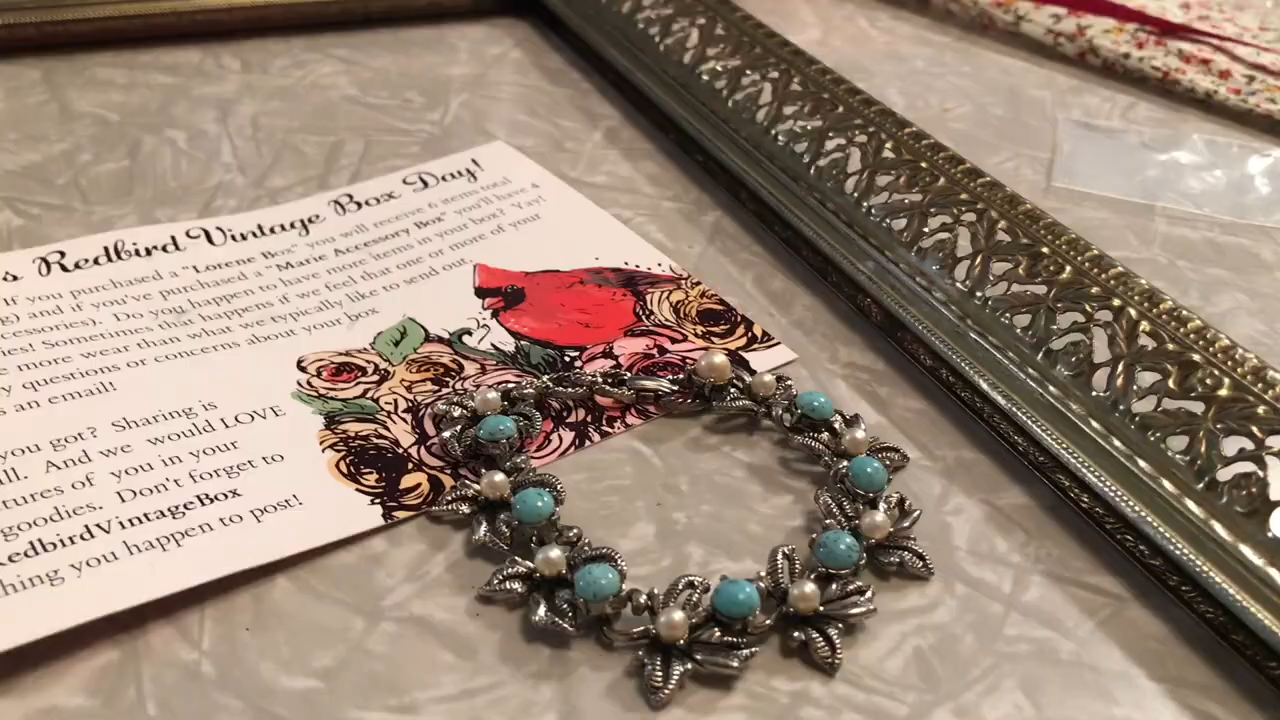 s Redbird Vintage Box Day!
If you purchased a "Lorene Box" you will receive 6 items total
) and if you've purchased a "Marie Accessory Box" you'll have 4
essories). Do you happen to have more items in your box? Yay!
ies! Sometimes that happens if we feel that one or more of your
e more wear than what we typically like to send out.
y questions or concerns about your box
s an email!
you got? Sharing is
ll. And we would LOVE
tures of you in your
goodies. Don't forget to
RedbirdVintageBox
hing you happen to post!